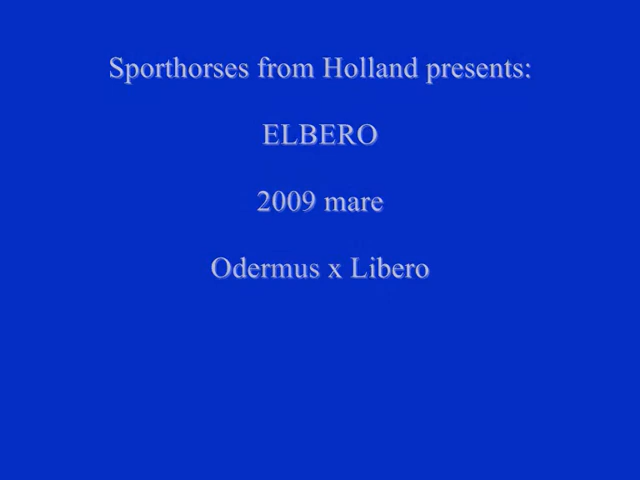 Sporthorses from Holland presents:
ELBERO
2009 mare
Odermus x Libero